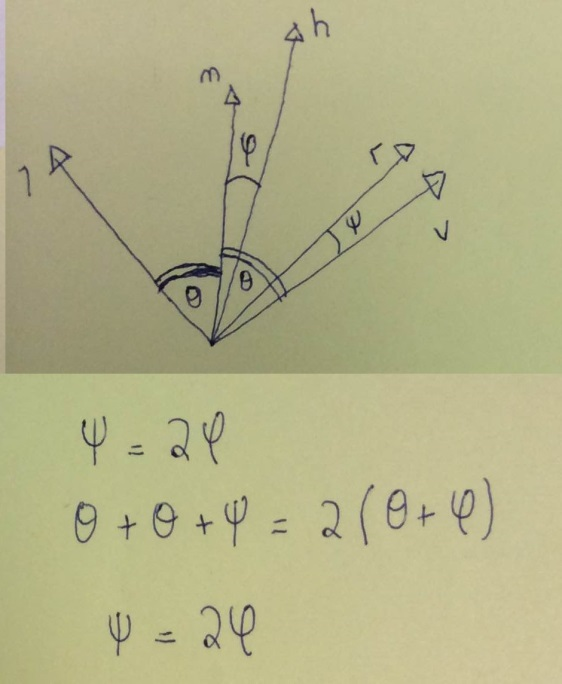 h
n
φ
r
l
ψ
v
θ
θ
ψ = 2φ
θ + θ + ψ = 2(θ + φ)
ψ = 2φ